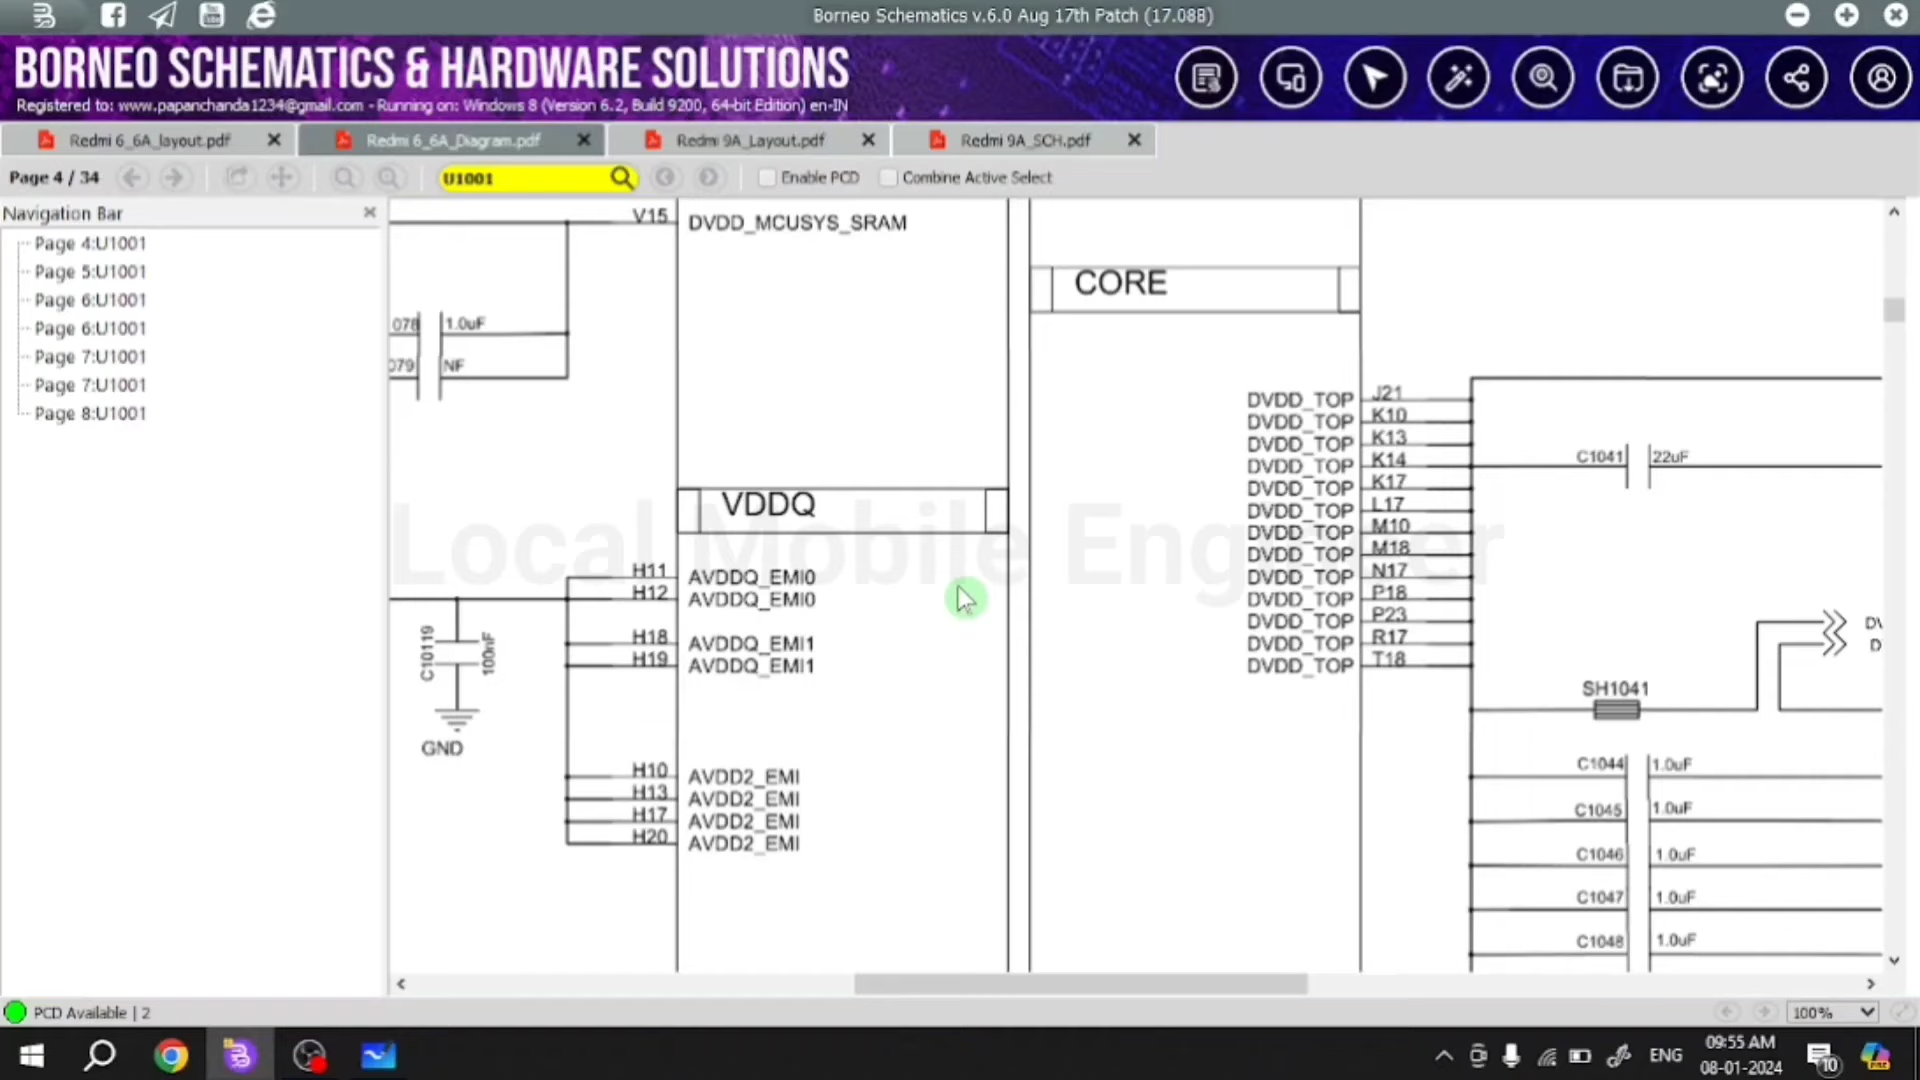 Borneo Schematics v.6.0 Aug 17th Patch (17.08B)
BORNEO SCHEMATICS & HARDWARE SOLUTIONS
Registered to: www.papanchanda1234@gmail.com - Running on: Windows 8 (Version 6.2, Build 9200, 64-bit Edition) en-IN
Redmi 6_6A_layout.pdf
Redmi 6_6A_Diagram.pdf
Redmi 9A_Layout.pdf
Redmi 9A_SCH.pdf
Page 4 / 34
U1001
Enable PCD
Combine Active Select
Navigation Bar
Page 4:U1001
Page 5:U1001
Page 6:U1001
Page 6:U1001
Page 7:U1001
Page 7:U1001
Page 8:U1001
V15 DVDD_MCUSYS_SRAM
078 1.0uF
079 NF
VDDQ
H11 AVDDQ_EMI0
H12 AVDDQ_EMI0
H18 AVDDQ_EMI1
H19 AVDDQ_EMI1
C10119 100nF
GND
H10 AVDD2_EMI
H13 AVDD2_EMI
H17 AVDD2_EMI
H20 AVDD2_EMI
CORE
DVDD_TOP J21
DVDD_TOP K10
DVDD_TOP K13
DVDD_TOP K14
DVDD_TOP K17
DVDD_TOP L17
DVDD_TOP M10
DVDD_TOP M18
DVDD_TOP N17
DVDD_TOP P18
DVDD_TOP P23
DVDD_TOP R17
DVDD_TOP T18
C1041 22uF
SH1041
C1044 1.0uF
C1045 1.0uF
C1046 1.0uF
C1047 1.0uF
C1048 1.0uF
Local Mobile Engineer
PCD Available | 2
100%
ENG
09:55 AM
08-01-2024
10